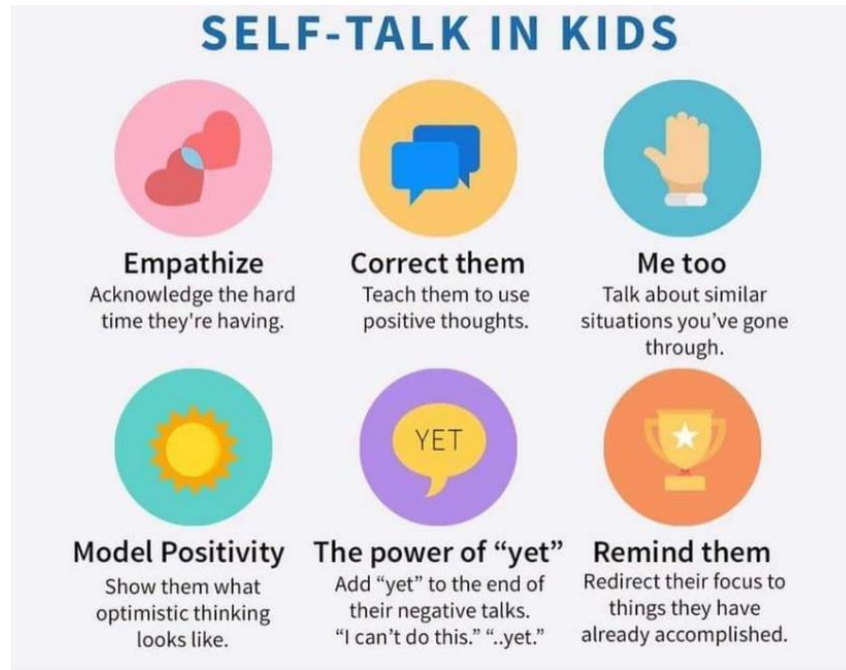 SELF-TALK IN KIDS
Empathize
Acknowledge the hard
time they're having.
Correct them
Teach them to use
positive thoughts.
Me too
Talk about similar
situations you've gone
through.
Model Positivity
Show them what
optimistic thinking
looks like.
YET
The power of “yet”
Add “yet” to the end of
their negative talks.
“I can’t do this.” “..yet.”
Remind them
Redirect their focus to
things they have
already accomplished.